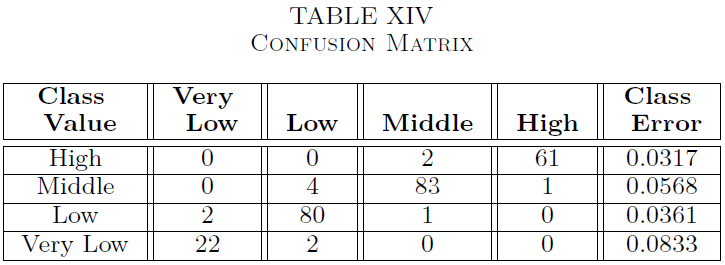 TABLE XIV
CONFUSION MATRIX
Class Value Very Low Low Middle High Class Error
High 0 0 2 61 0.0317
Middle 0 4 83 1 0.0568
Low 2 80 1 0 0.0361
Very Low 22 2 0 0 0.0833